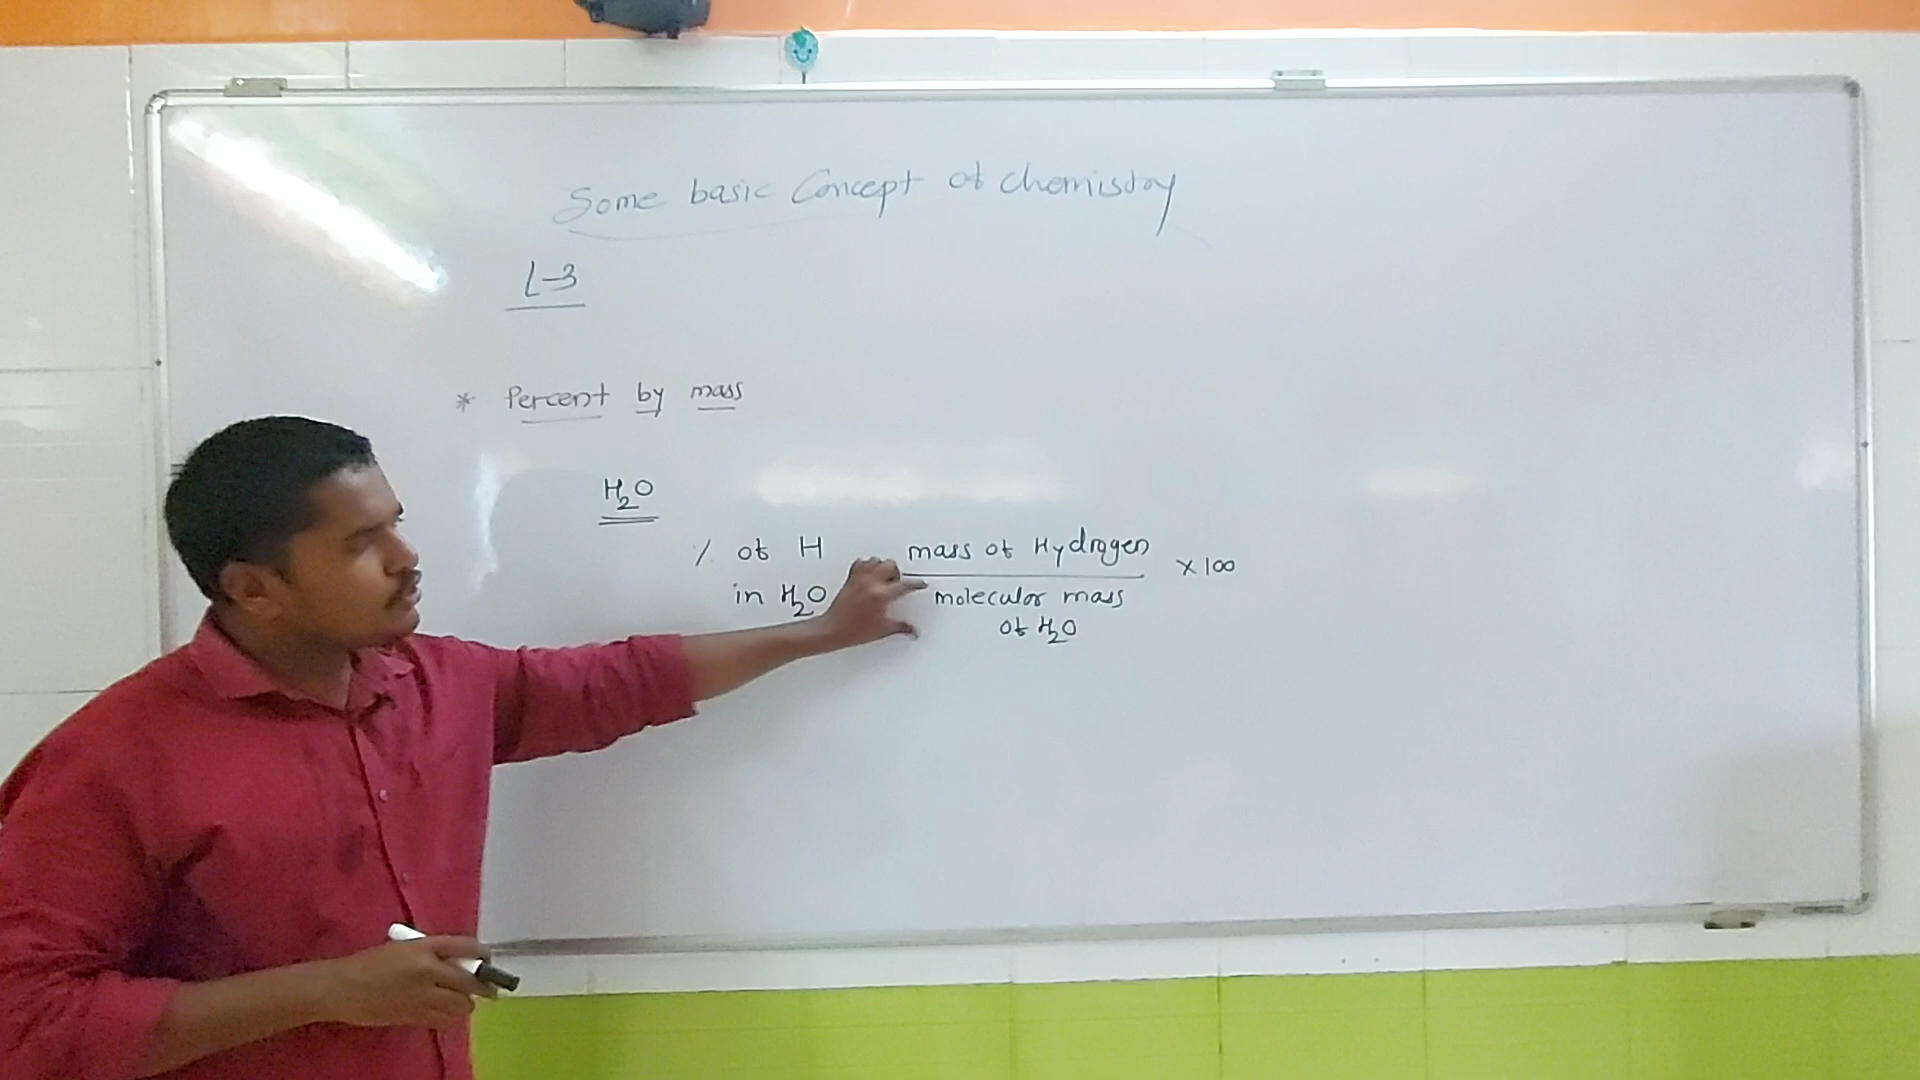 Some basic Concept of chemistry
L-3
* Percent by mass
H₂O
% of H mass of Hydrogen × 100
in H₂O molecular mass
of H₂O